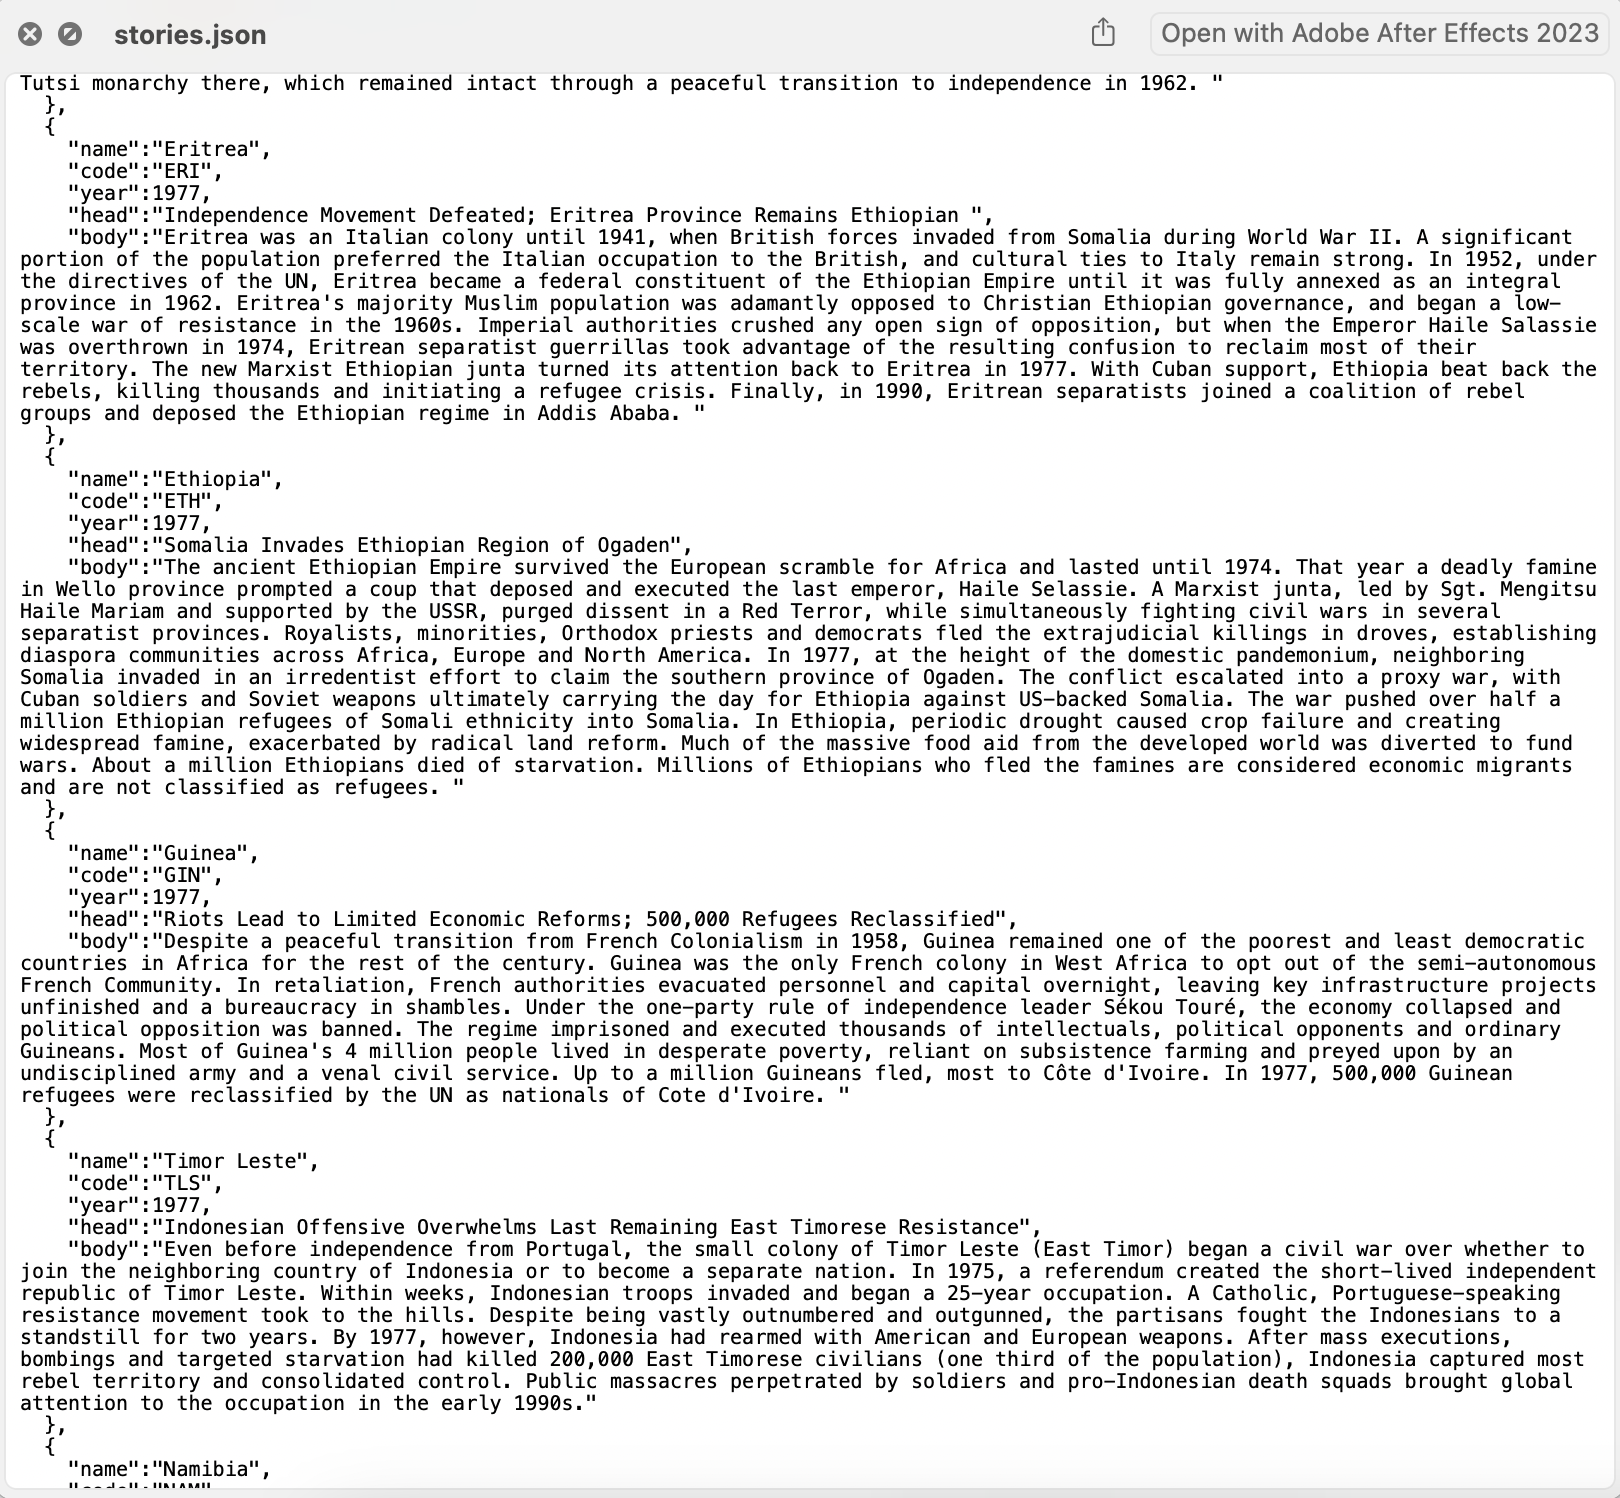 stories.json
Open with Adobe After Effects 2023
Tutsi monarchy there, which remained intact through a peaceful transition to independence in 1962. "
  },
  {
    "name":"Eritrea",
    "code":"ERI",
    "year":1977,
    "head":"Independence Movement Defeated; Eritrea Province Remains Ethiopian ",
    "body":"Eritrea was an Italian colony until 1941, when British forces invaded from Somalia during World War II. A significant
portion of the population preferred the Italian occupation to the British, and cultural ties to Italy remain strong. In 1952, under
the directives of the UN, Eritrea became a federal constituent of the Ethiopian Empire until it was fully annexed as an integral
province in 1962. Eritrea's majority Muslim population was adamantly opposed to Christian Ethiopian governance, and began a low-
scale war of resistance in the 1960s. Imperial authorities crushed any open sign of opposition, but when the Emperor Haile Salassie
was overthrown in 1974, Eritrean separatist guerrillas took advantage of the resulting confusion to reclaim most of their
territory. The new Marxist Ethiopian junta turned its attention back to Eritrea in 1977. With Cuban support, Ethiopia beat back the
rebels, killing thousands and initiating a refugee crisis. Finally, in 1990, Eritrean separatists joined a coalition of rebel
groups and deposed the Ethiopian regime in Addis Ababa. "
  },
  {
    "name":"Ethiopia",
    "code":"ETH",
    "year":1977,
    "head":"Somalia Invades Ethiopian Region of Ogaden",
    "body":"The ancient Ethiopian Empire survived the European scramble for Africa and lasted until 1974. That year a deadly famine
in Wello province prompted a coup that deposed and executed the last emperor, Haile Selassie. A Marxist junta, led by Sgt. Mengitsu
Haile Mariam and supported by the USSR, purged dissent in a Red Terror, while simultaneously fighting civil wars in several
separatist provinces. Royalists, minorities, Orthodox priests and democrats fled the extrajudicial killings in droves, establishing
diaspora communities across Africa, Europe and North America. In 1977, at the height of the domestic pandemonium, neighboring
Somalia invaded in an irredentist effort to claim the southern province of Ogaden. The conflict escalated into a proxy war, with
Cuban soldiers and Soviet weapons ultimately carrying the day for Ethiopia against US-backed Somalia. The war pushed over half a
million Ethiopian refugees of Somali ethnicity into Somalia. In Ethiopia, periodic drought caused crop failure and creating
widespread famine, exacerbated by radical land reform. Much of the massive food aid from the developed world was diverted to fund
wars. About a million Ethiopians died of starvation. Millions of Ethiopians who fled the famines are considered economic migrants
and are not classified as refugees. "
  },
  {
    "name":"Guinea",
    "code":"GIN",
    "year":1977,
    "head":"Riots Lead to Limited Economic Reforms; 500,000 Refugees Reclassified",
    "body":"Despite a peaceful transition from French Colonialism in 1958, Guinea remained one of the poorest and least democratic
countries in Africa for the rest of the century. Guinea was the only French colony in West Africa to opt out of the semi-autonomous
French Community. In retaliation, French authorities evacuated personnel and capital overnight, leaving key infrastructure projects
unfinished and a bureaucracy in shambles. Under the one-party rule of independence leader Sékou Touré, the economy collapsed and
political opposition was banned. The regime imprisoned and executed thousands of intellectuals, political opponents and ordinary
Guineans. Most of Guinea's 4 million people lived in desperate poverty, reliant on subsistence farming and preyed upon by an
undisciplined army and a venal civil service. Up to a million Guineans fled, most to Côte d'Ivoire. In 1977, 500,000 Guinean
refugees were reclassified by the UN as nationals of Cote d'Ivoire. "
  },
  {
    "name":"Timor Leste",
    "code":"TLS",
    "year":1977,
    "head":"Indonesian Offensive Overwhelms Last Remaining East Timorese Resistance",
    "body":"Even before independence from Portugal, the small colony of Timor Leste (East Timor) began a civil war over whether to
join the neighboring country of Indonesia or to become a separate nation. In 1975, a referendum created the short-lived independent
republic of Timor Leste. Within weeks, Indonesian troops invaded and began a 25-year occupation. A Catholic, Portuguese-speaking
resistance movement took to the hills. Despite being vastly outnumbered and outgunned, the partisans fought the Indonesians to a
standstill for two years. By 1977, however, Indonesia had rearmed with American and European weapons. After mass executions,
bombings and targeted starvation had killed 200,000 East Timorese civilians (one third of the population), Indonesia captured most
rebel territory and consolidated control. Public massacres perpetrated by soldiers and pro-Indonesian death squads brought global
attention to the occupation in the early 1990s."
  },
  {
    "name":"Namibia",
    "code":"NAM"